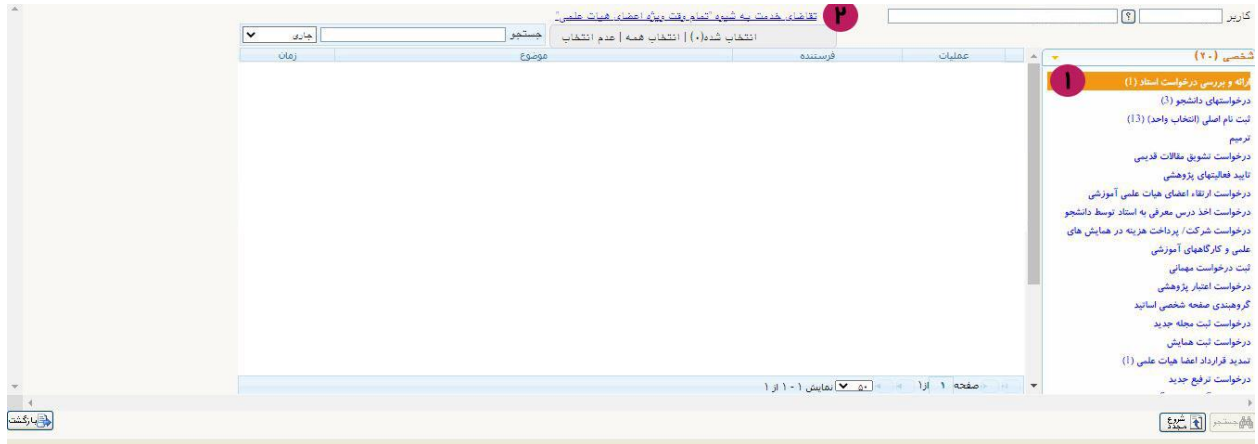 کاربر ؟
۲ تقاضای خدمت به شیوه "تمام وقت ویژه اعضای هیات علمی"
انتخاب شده(۰) | انتخاب همه | عدم انتخاب جستجو جاری
عملیات فرستنده موضوع زمان
شخصی (۲۰)
۱ ارائه و بررسی درخواست استاد (1)
درخواستهای دانشجو (3)
ثبت نام اصلی (انتخاب واحد) (13)
ترمیم
درخواست تشویق مقالات قدیمی
تایید فعالیتهای پژوهشی
درخواست ارتقاء اعضای هیات علمی آموزشی
درخواست اخذ درس معرفی به استاد توسط دانشجو
درخواست شرکت/ پرداخت هزینه در همایش های
علمی و کارگاههای آموزشی
ثبت درخواست مهمانی
درخواست اعتبار پژوهشی
گروهبندی صفحه شخصی اساتید
درخواست ثبت مجله جدید
درخواست ثبت همایش
تمدید قرارداد اعضا هیات علمی (1)
درخواست ترفیع جدید
صفحه ۱ از۱ ۵۰ نمایش ۱ - ۱ از ۱
جستجو شروع مجدد بازگشت